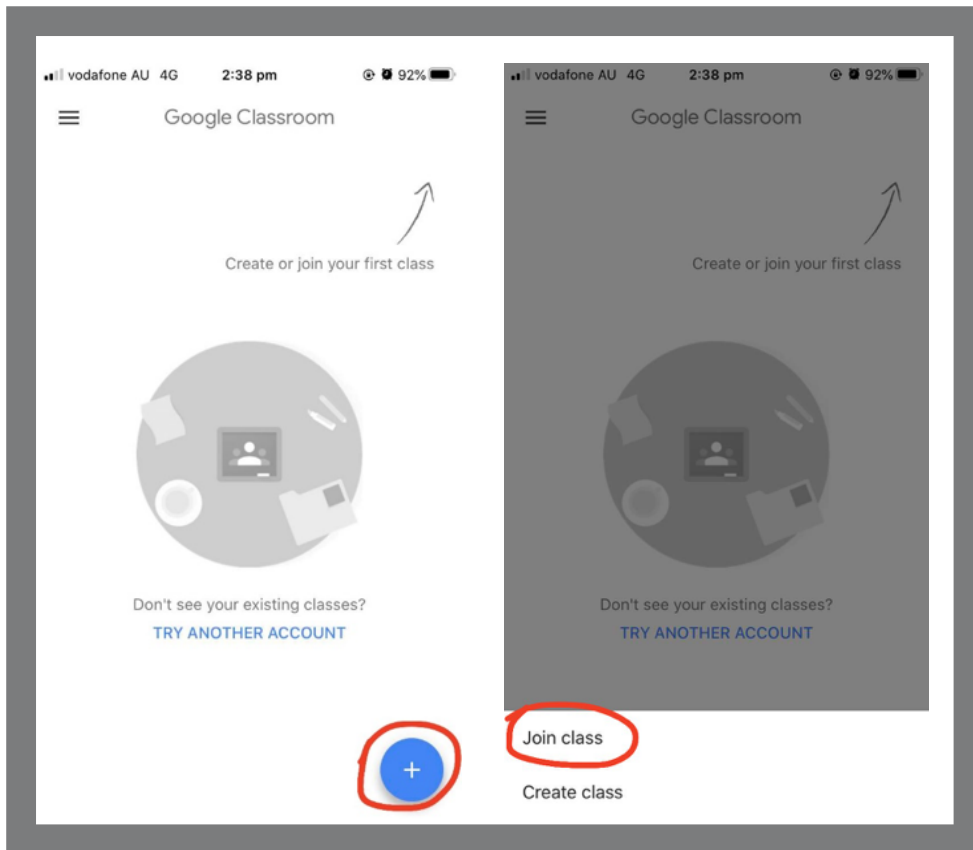 vodafone AU 4G 2:38 pm 92%
Google Classroom
Create or join your first class
Don't see your existing classes?
TRY ANOTHER ACCOUNT
+
vodafone AU 4G 2:38 pm 92%
Google Classroom
Create or join your first class
Don't see your existing classes?
TRY ANOTHER ACCOUNT
Join class
Create class